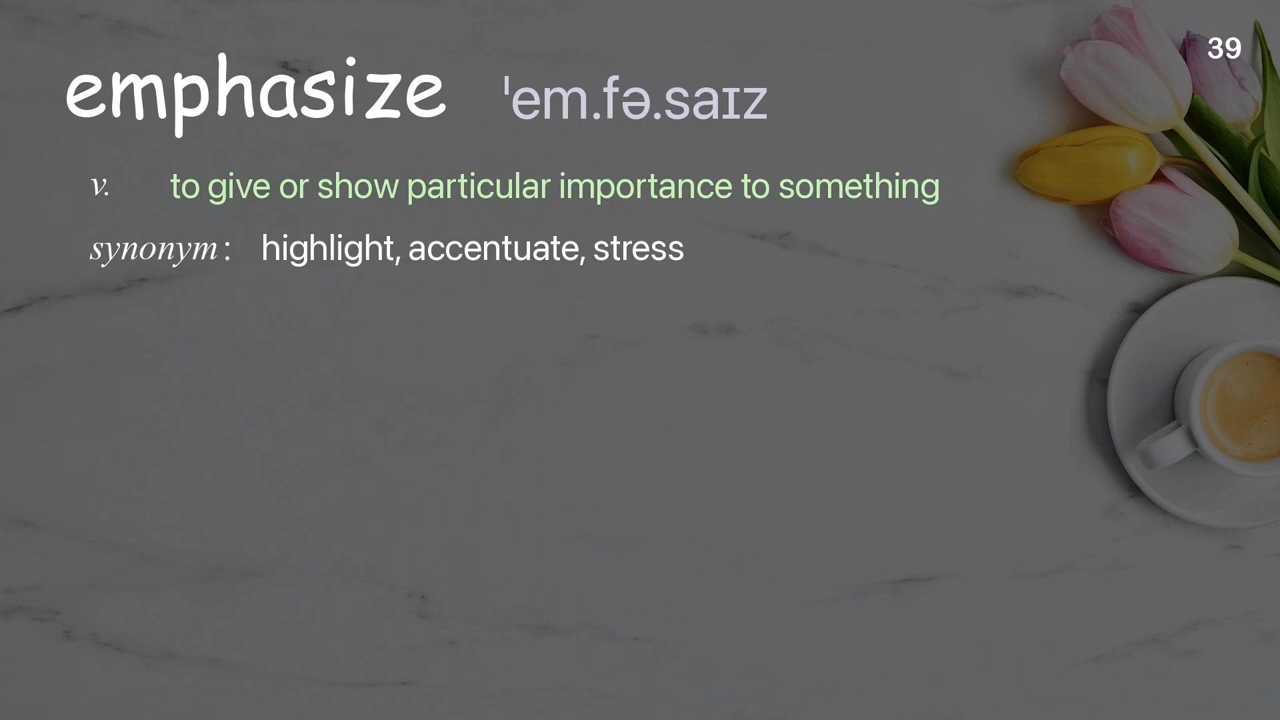 39
emphasize ˈem.fə.saɪz
v. to give or show particular importance to something
synonym: highlight, accentuate, stress